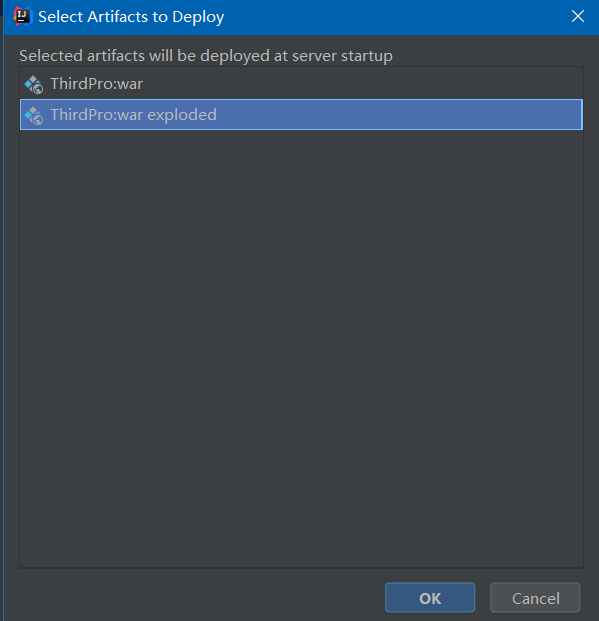 Select Artifacts to Deploy
Selected artifacts will be deployed at server startup
ThirdPro:war
ThirdPro:war exploded
OK
Cancel